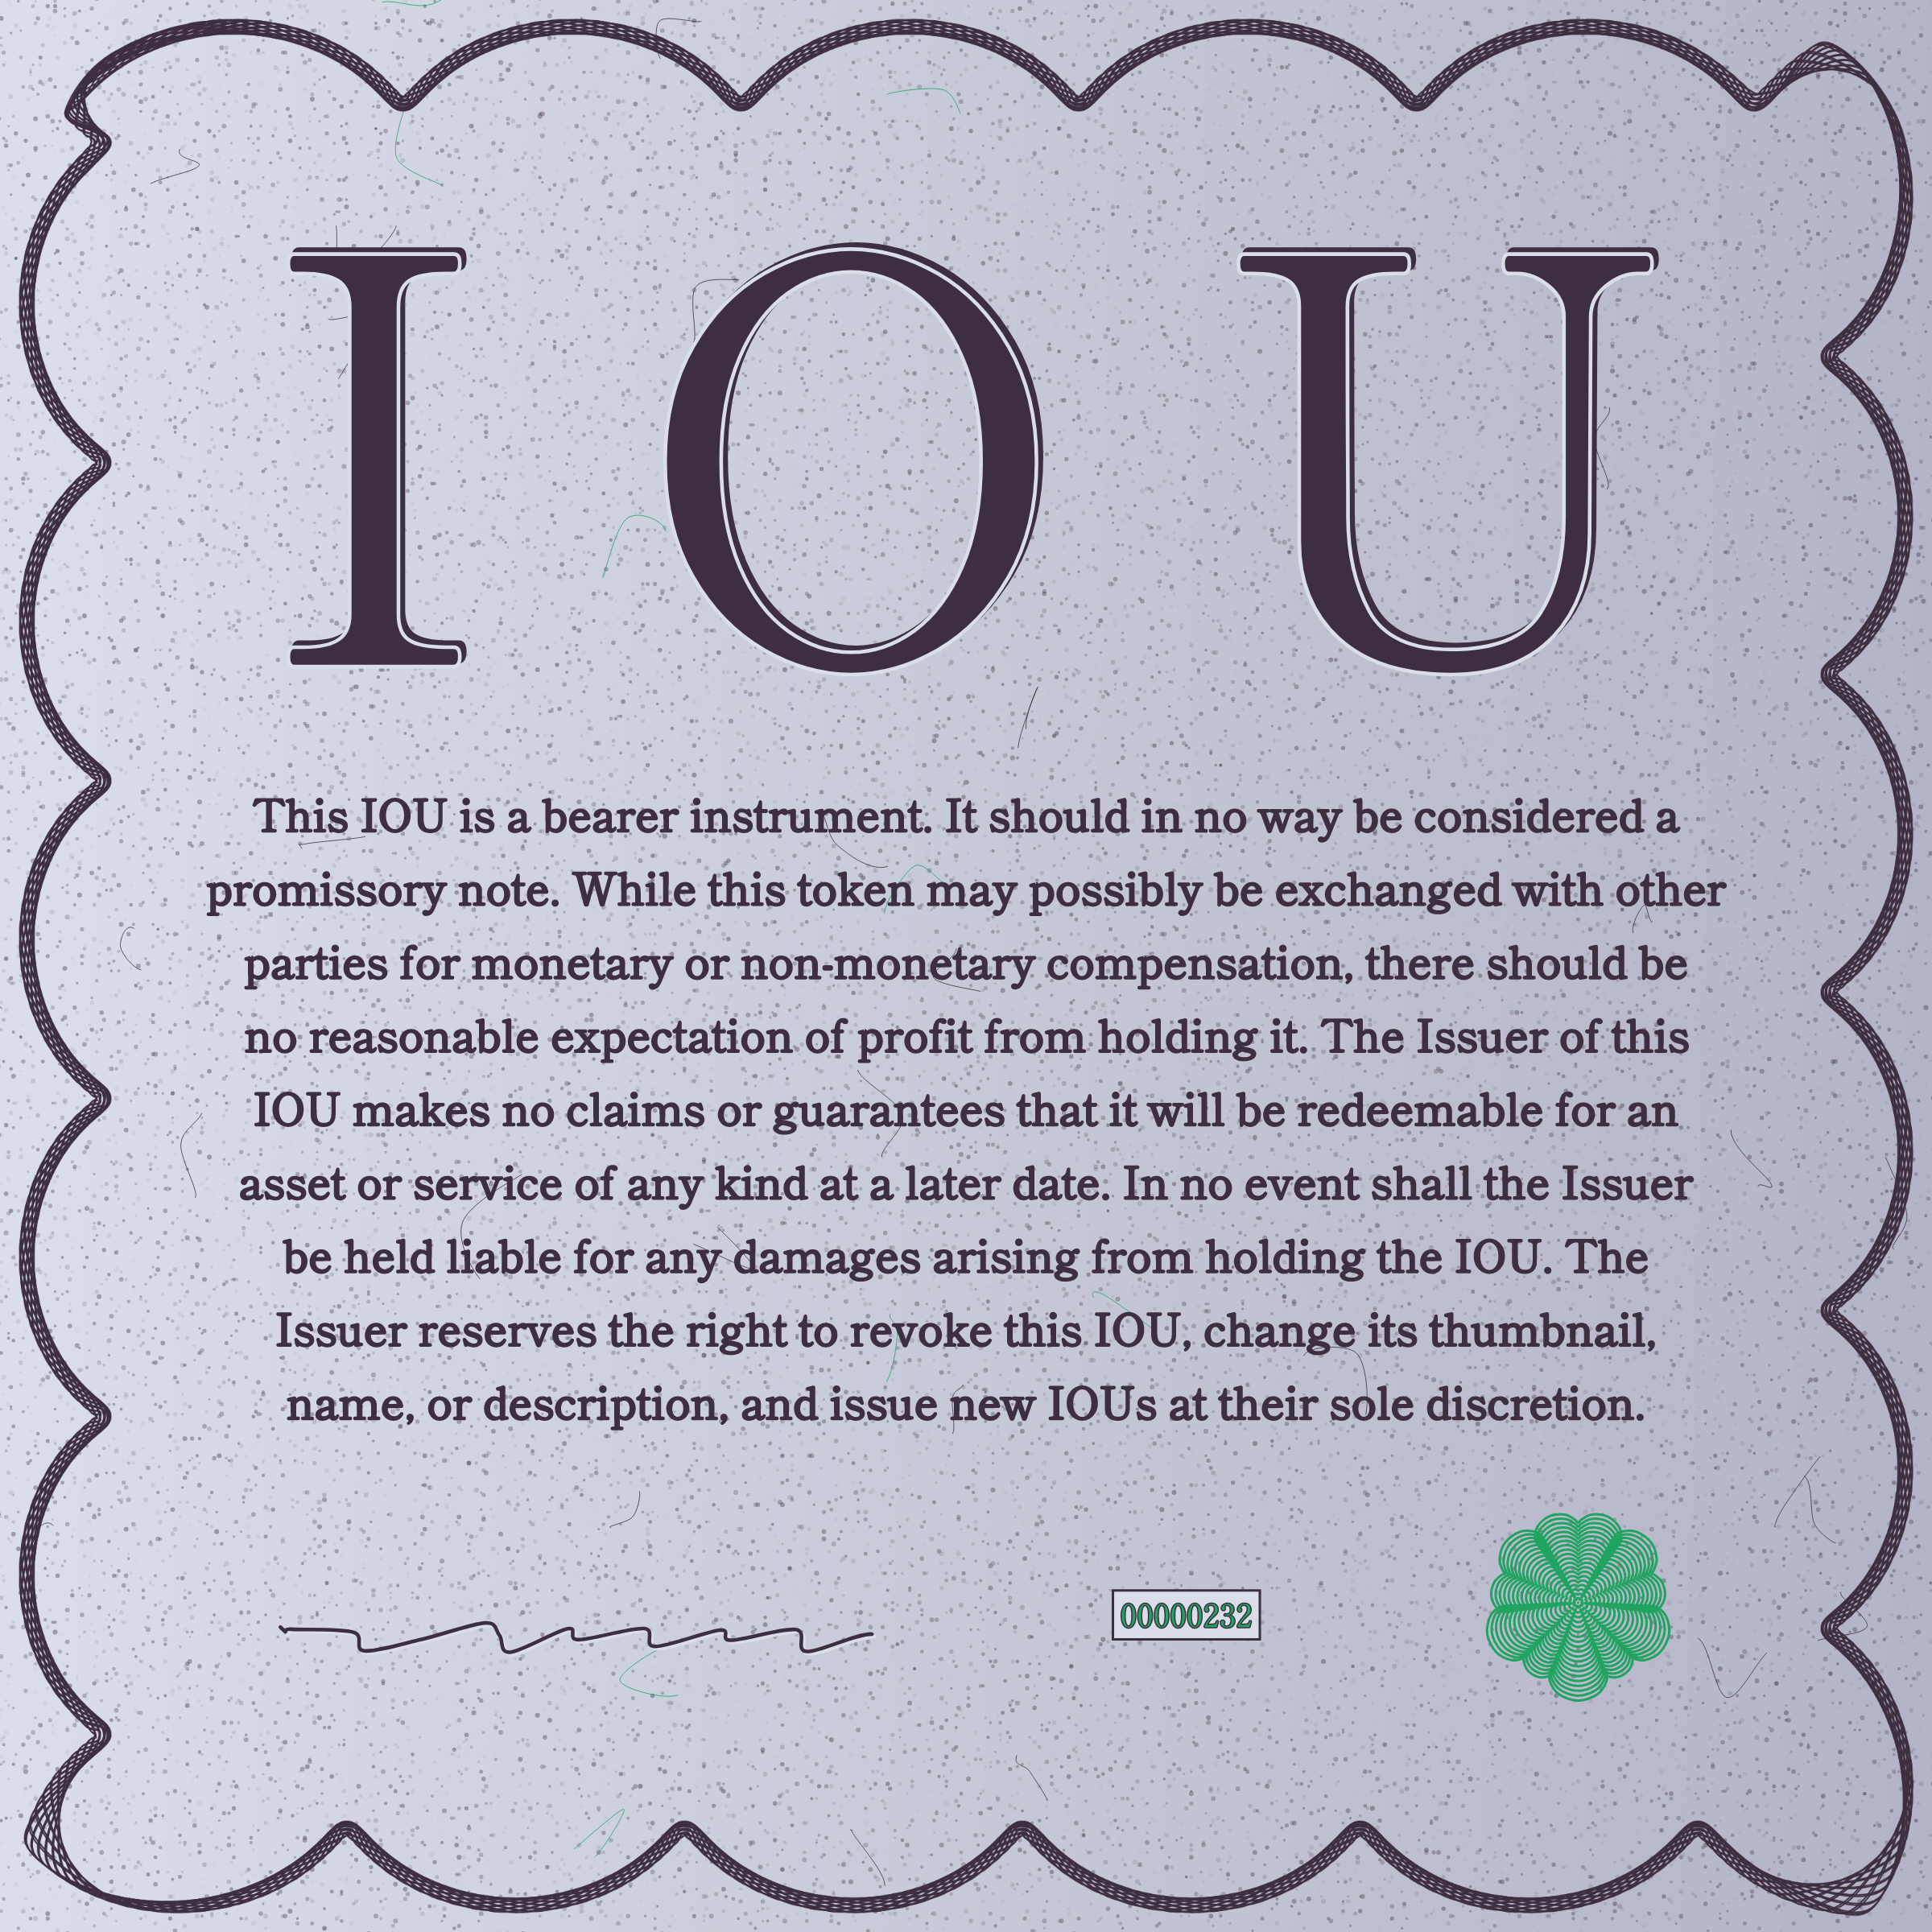 I O U
This IOU is a bearer instrument. It should in no way be considered a
promissory note. While this token may possibly be exchanged with other
parties for monetary or non-monetary compensation, there should be
no reasonable expectation of profit from holding it. The Issuer of this
IOU makes no claims or guarantees that it will be redeemable for an
asset or service of any kind at a later date. In no event shall the Issuer
be held liable for any damages arising from holding the IOU. The
Issuer reserves the right to revoke this IOU, change its thumbnail,
name, or description, and issue new IOUs at their sole discretion.
00000232